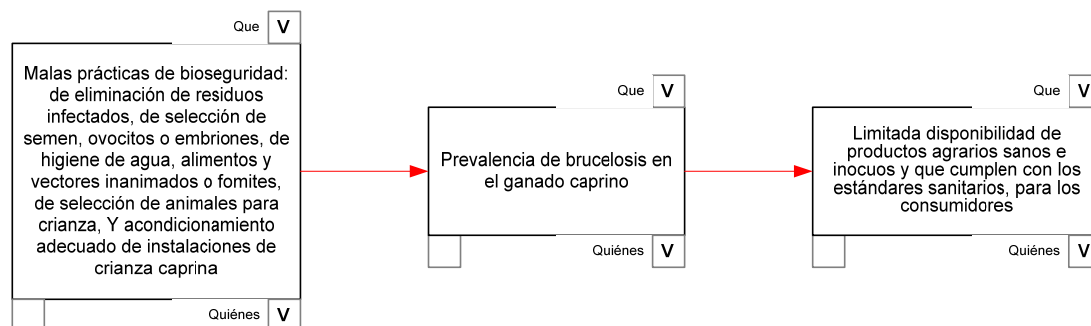 Que V
Malas prácticas de bioseguridad:
de eliminación de residuos
infectados, de selección de
semen, ovocitos o embriones, de
higiene de agua, alimentos y
vectores inanimados o fomites,
de selección de animales para
crianza, Y acondicionamiento
adecuado de instalaciones de
crianza caprina
Quiénes V
Que V
Prevalencia de brucelosis en
el ganado caprino
Quiénes V
Que V
Limitada disponibilidad de
productos agrarios sanos e
inocuos y que cumplen con los
estándares sanitarios, para los
consumidores
Quiénes V